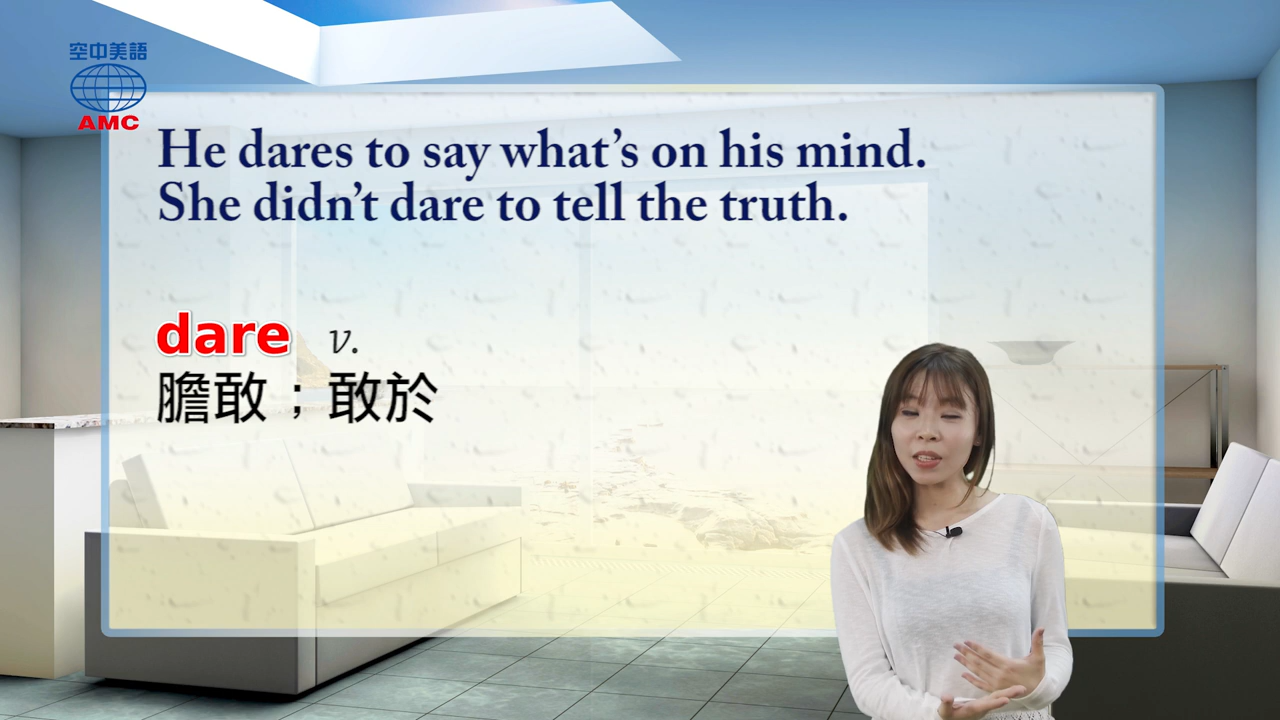 空中美語
AMC
He dares to say what’s on his mind.
She didn’t dare to tell the truth.
dare v.
膽敢；敢於